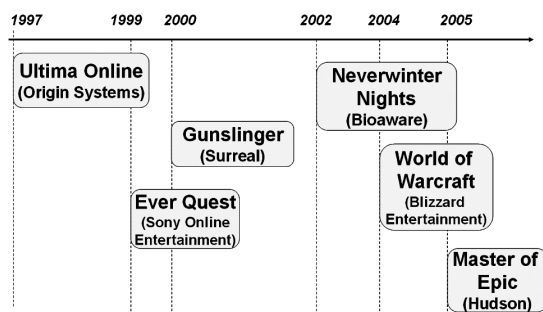 1997 1999 2000 2002 2004 2005
Ultima Online
(Origin Systems)
Neverwinter
Nights
(Bioaware)
Gunslinger
(Surreal)
World of
Warcraft
(Blizzard
Entertainment)
Ever Quest
(Sony Online
Entertainment)
Master of
Epic
(Hudson)